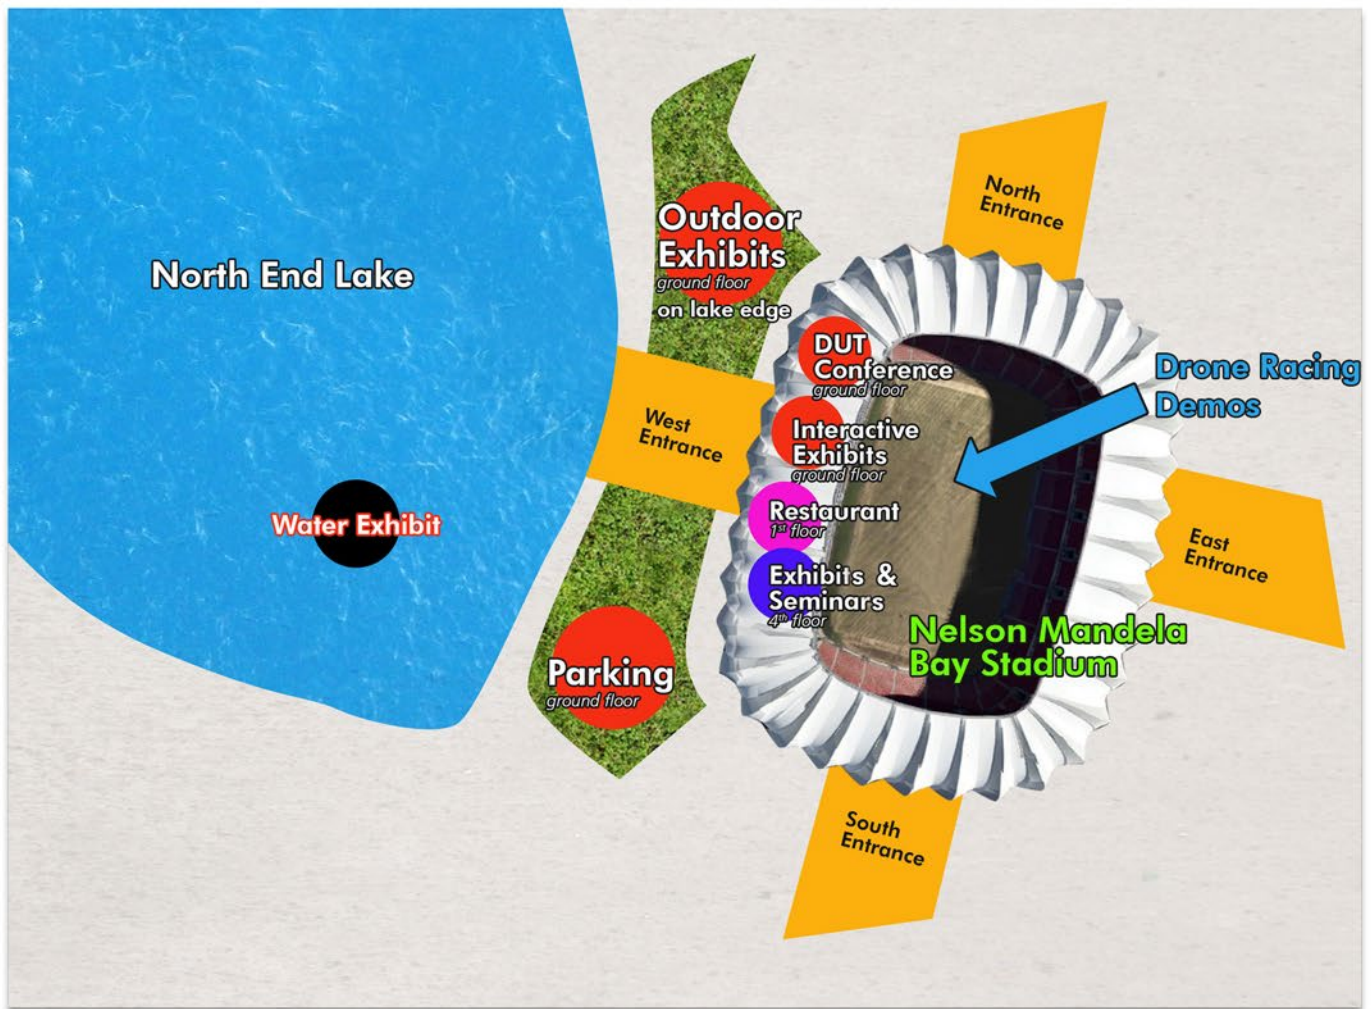 North End Lake
Water Exhibit
Outdoor
Exhibits
ground floor
on lake edge
North
Entrance
DUT
Conference
ground floor
Drone Racing
Demos
West
Entrance
Interactive
Exhibits
ground floor
Restaurant
1st floor
Exhibits &
Seminars
4th floor
East
Entrance
Nelson Mandela
Bay Stadium
Parking
ground floor
South
Entrance